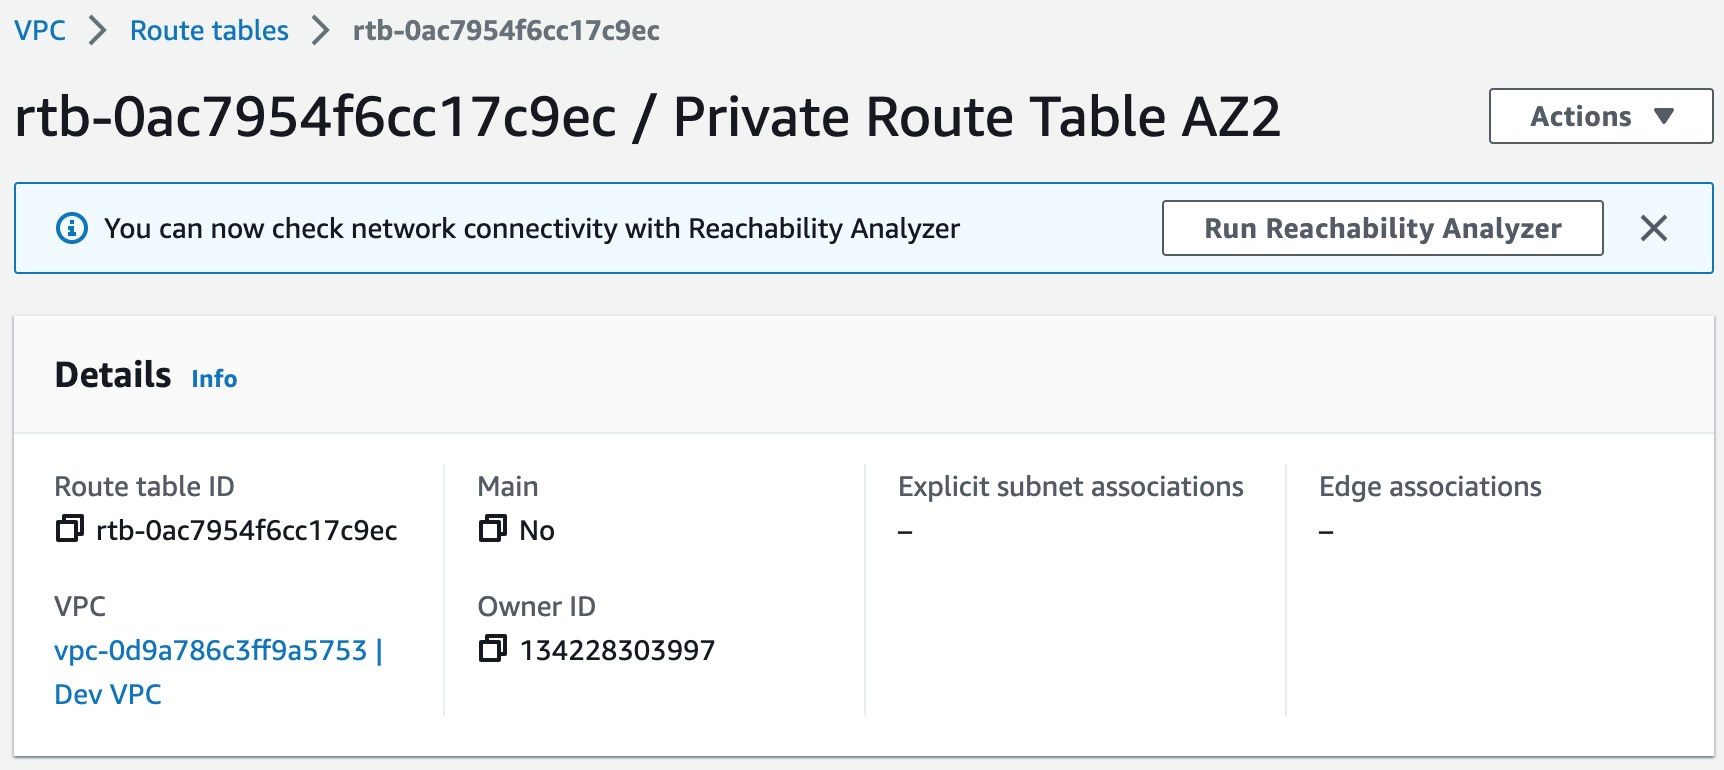 VPC > Route tables > rtb-0ac7954f6cc17c9ec
rtb-0ac7954f6cc17c9ec / Private Route Table AZ2
Actions
You can now check network connectivity with Reachability Analyzer
Run Reachability Analyzer
Details Info
Route table ID
rtb-0ac7954f6cc17c9ec
VPC
vpc-0d9a786c3ff9a5753 |
Dev VPC
Main
No
Owner ID
134228303997
Explicit subnet associations
–
Edge associations
–